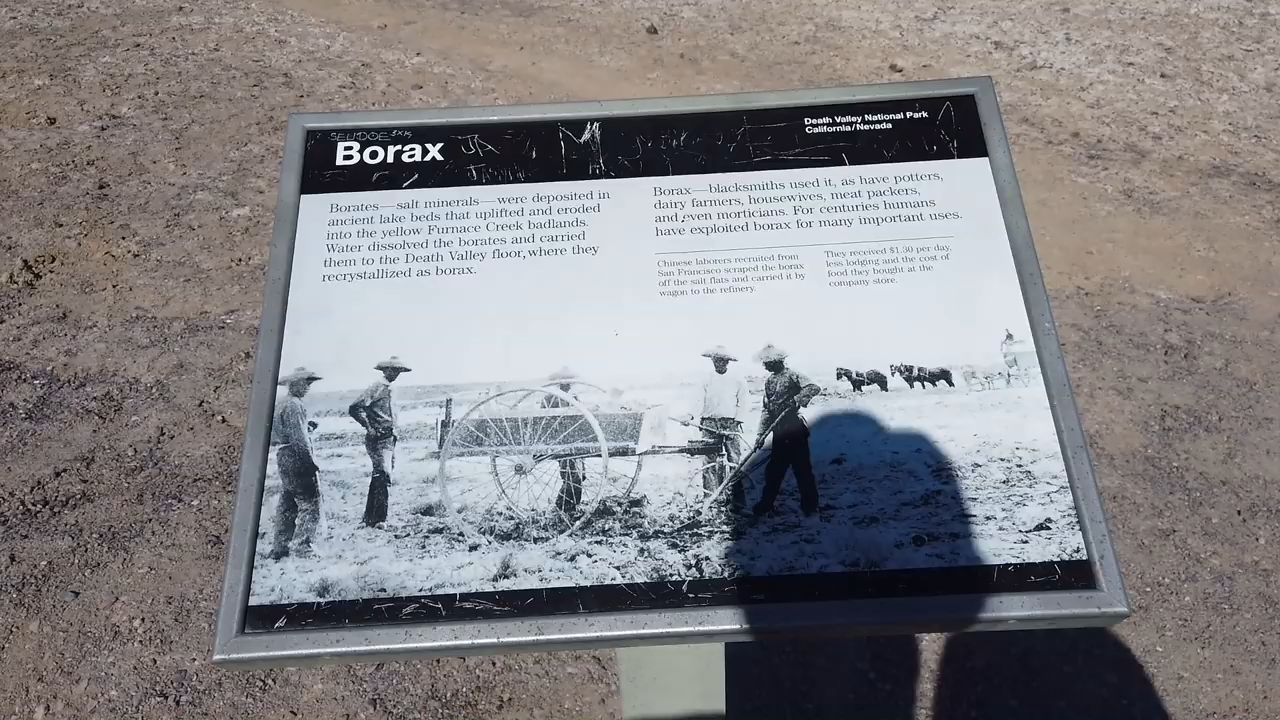 SEUDOE
Borax
JA
M
Death Valley National Park
California/Nevada
Borates—salt minerals—were deposited in
ancient lake beds that uplifted and eroded
into the yellow Furnace Creek badlands.
Water dissolved the borates and carried
them to the Death Valley floor, where they
recrystallized as borax.
Borax—blacksmiths used it, as have potters,
dairy farmers, housewives, meat packers,
and even morticians. For centuries humans
have exploited borax for many important uses.
Chinese laborers recruited from
San Francisco scraped the borax
off the salt flats and carried it by
wagon to the refinery.
They received $1.30 per day,
less lodging and the cost of
food they bought at the
company store.